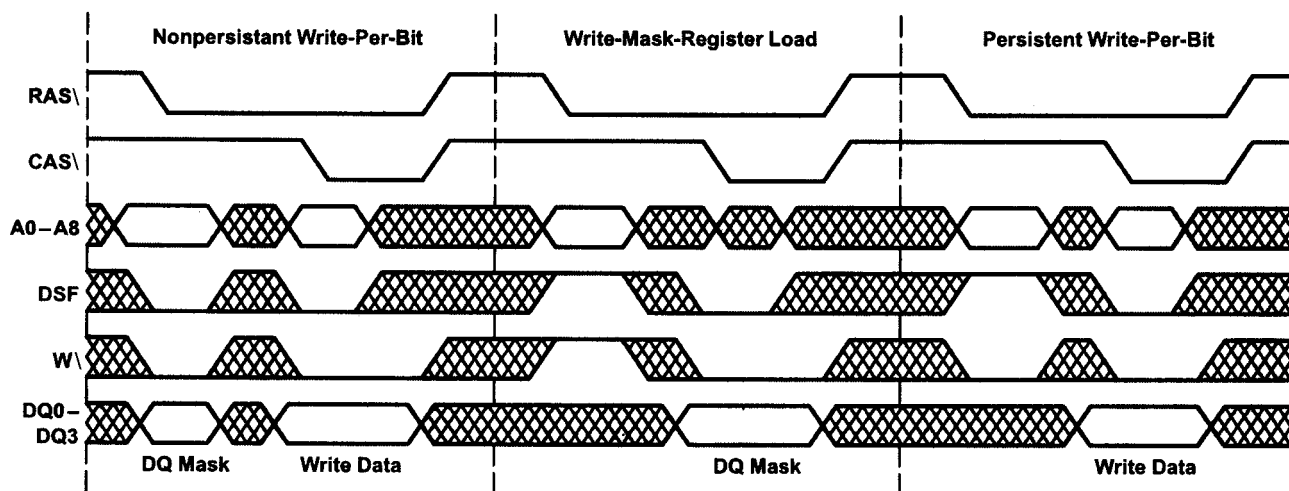 Nonpersistant Write-Per-Bit
Write-Mask-Register Load
Persistent Write-Per-Bit
RAS\
CAS\
A0–A8
DSF
W\
DQ0–
DQ3
DQ Mask
Write Data
DQ Mask
Write Data